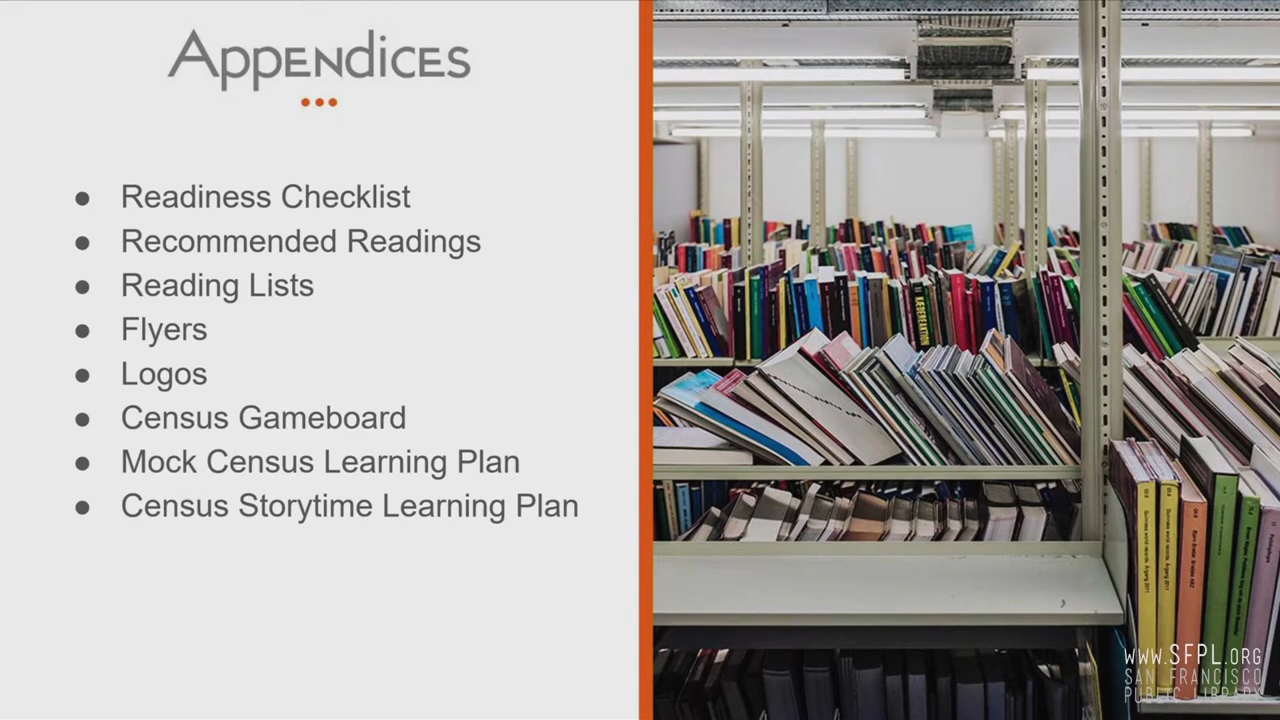 Appendices
Readiness Checklist
Recommended Readings
Reading Lists
Flyers
Logos
Census Gameboard
Mock Census Learning Plan
Census Storytime Learning Plan
KÆDEREAKTION
www.SFPL.org
San Francisco
Public Library